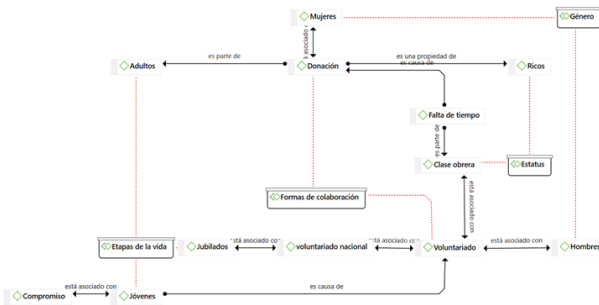 Mujeres
Género
está asociado
es parte de
es una propiedad de
es causa de
Adultos
Donación
Ricos
Falta de tiempo
es parte de
Clase obrera
Estatus
está asociado con
Formas de colaboración
Etapas de la vida
Jubilados
está asociado con
voluntariado nacional
está asociado con
Voluntariado
está asociado con
Hombres
está asociado con
Compromiso
Jóvenes
es causa de